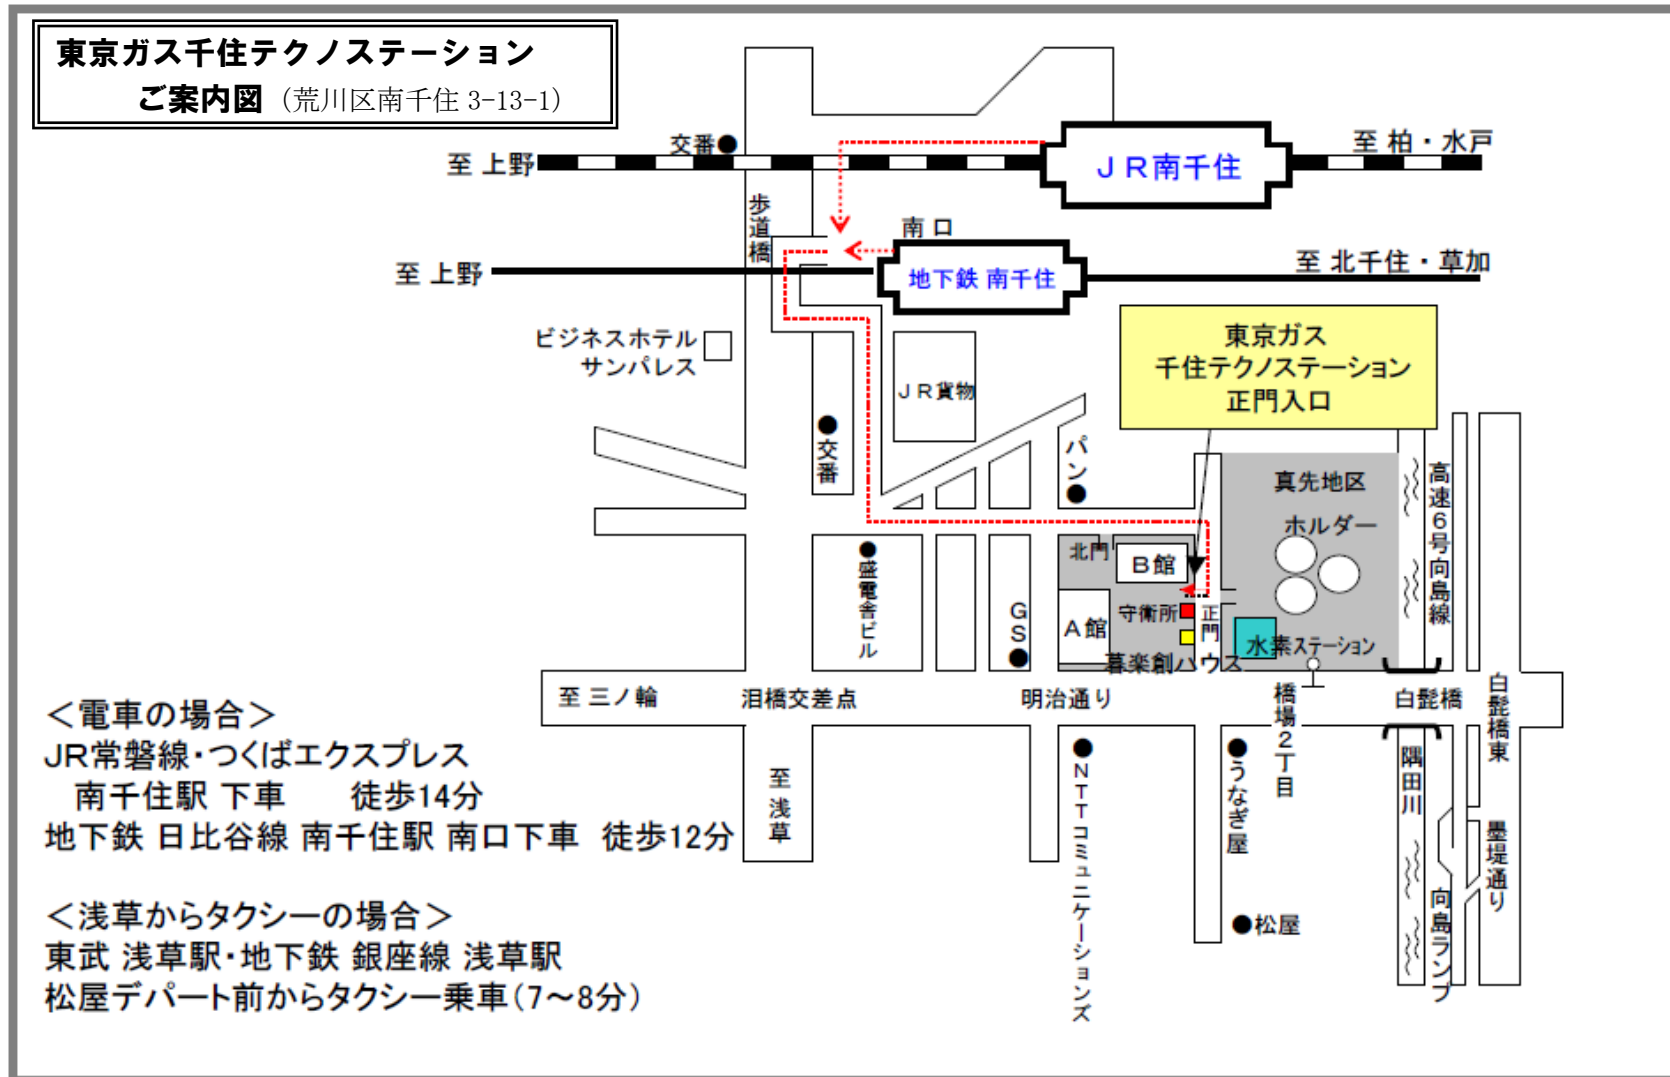 東京ガス千住テクノステーション
ご案内図（荒川区南千住 3-13-1）
交番●
至 上野
ＪＲ南千住
至 柏・水戸
歩道橋
南 口
至 上野
地下鉄 南千住
至 北千住・草加
ビジネスホテル
サンパレス
ＪＲ貨物
東京ガス
千住テクノステーション
正門入口
●交番
パン●
真先地区
ホルダー
高速６号向島線
●盛電舎ビル
北門
Ｂ館
ＧＳ●
Ａ館
守衛所
正門
水素ステーション
暮楽創ハウス
至 三ノ輪
泪橋交差点
明治通り
橋場２丁目
白髭橋
白髭橋東
至 浅草
●ＮＴＴコミュニケーションズ
●うなぎ屋
隅田川
墨堤通り
向島ランプ
●松屋
＜電車の場合＞
JR常磐線・つくばエクスプレス
南千住駅 下車　　徒歩14分
地下鉄 日比谷線 南千住駅 南口下車　徒歩12分
＜浅草からタクシーの場合＞
東武 浅草駅・地下鉄 銀座線 浅草駅
松屋デパート前からタクシー乗車（7～8分）